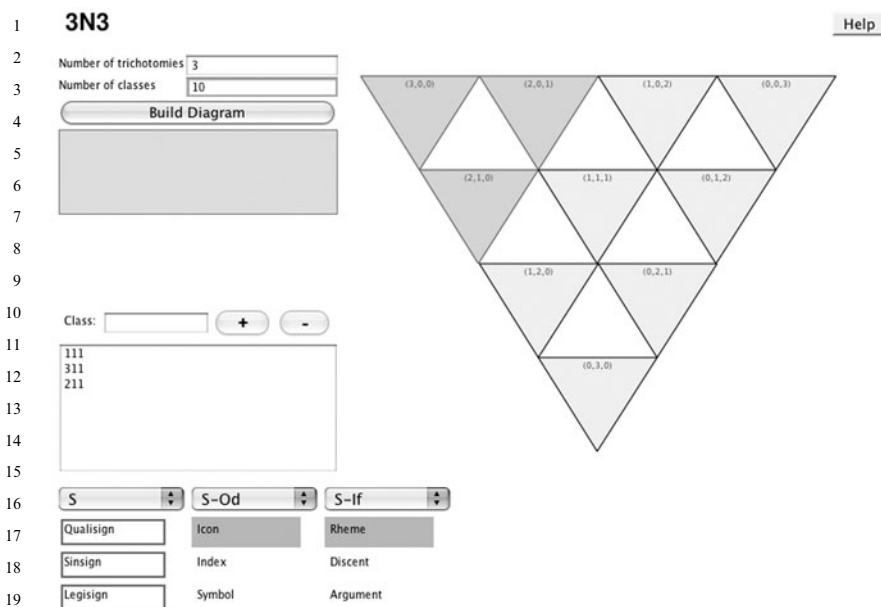 1 3N3 Help
2 Number of trichotomies 3
3 Number of classes 10
(3,0,0) (2,0,1) (1,0,2) (0,0,3)
4 Build Diagram
5
6 (2,1,0) (1,1,1) (0,1,2)
7
8
9 (1,2,0) (0,2,1)
10 Class: + -
11 111
12 311
211
(0,3,0)
13
14
15
16 S S-Od S-If
17 Qualisign Icon Rheme
18 Sinsign Index Discent
19 Legisign Symbol Argument